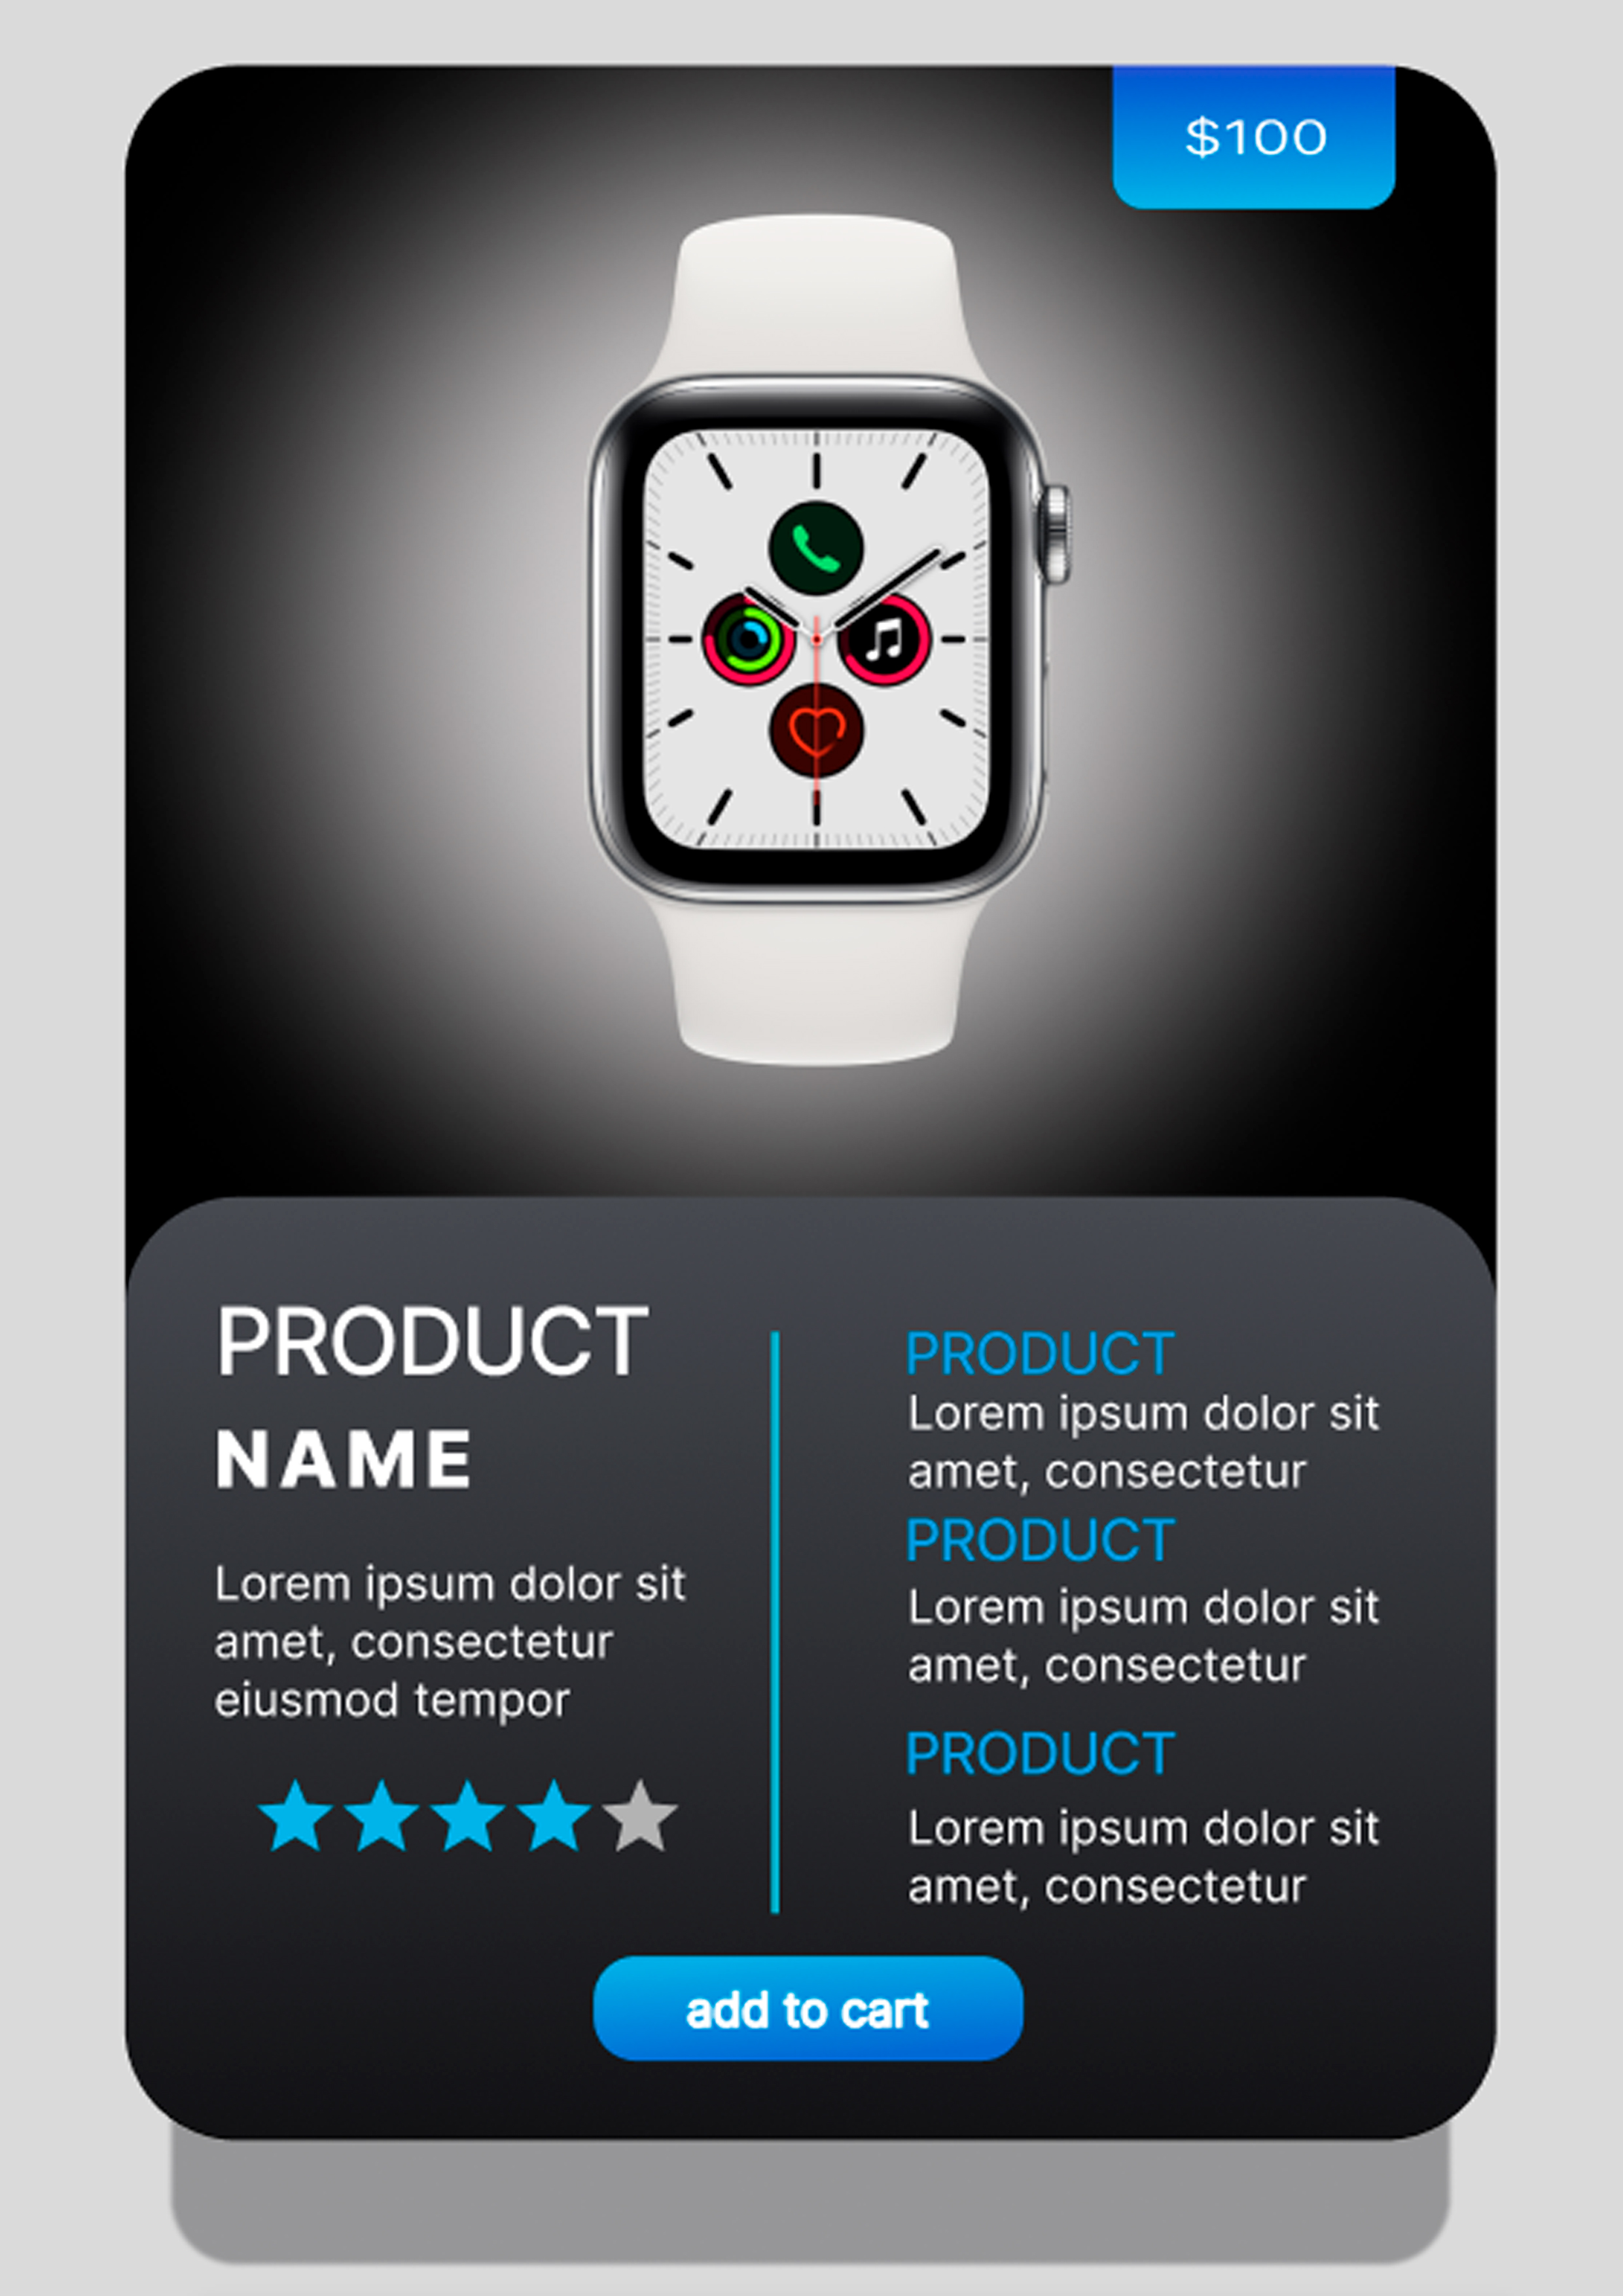 $100
PRODUCT
NAME
Lorem ipsum dolor sit
amet, consectetur
eiusmod tempor
PRODUCT
Lorem ipsum dolor sit
amet, consectetur
PRODUCT
Lorem ipsum dolor sit
amet, consectetur
PRODUCT
Lorem ipsum dolor sit
amet, consectetur
add to cart